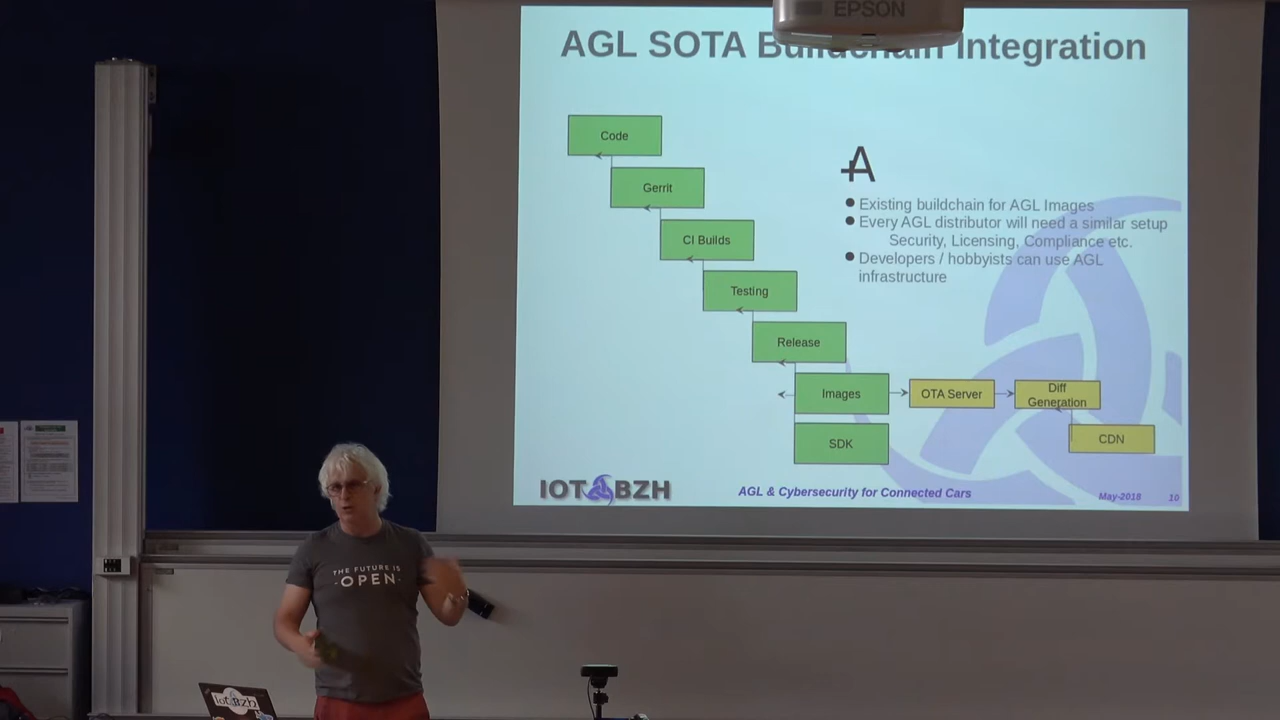 EPSON
AGL SOTA Buildchain Integration
Code
Gerrit
CI Builds
Testing
Release
Images
SDK
OTA Server
Diff
Generation
CDN
A
Existing buildchain for AGL Images
Every AGL distributor will need a similar setup
Security, Licensing, Compliance etc.
Developers / hobbyists can use AGL
infrastructure
IOT BZH
AGL & Cybersecurity for Connected Cars
May-2018
10
THE FUTURE IS
OPEN
IoT.Bzh